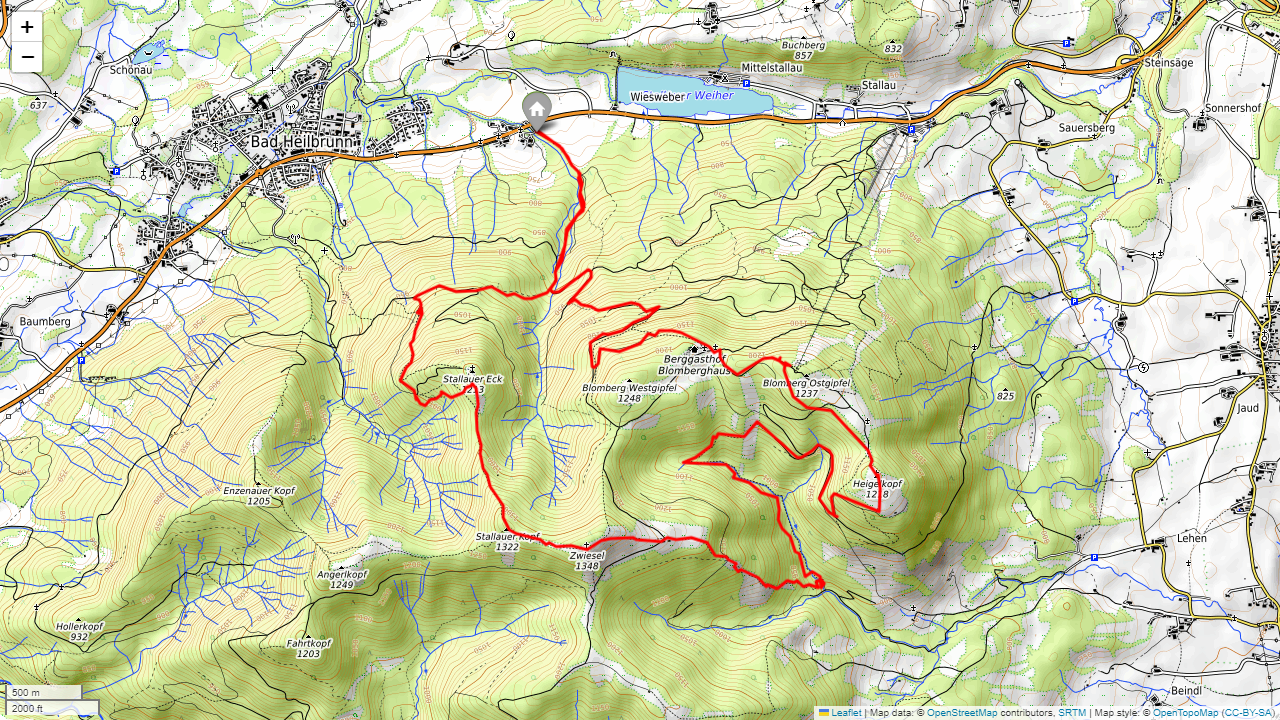 +
−
Schönau
637
Bad Heilbrunn
Baumberg
Buchberg
857
832
Mittelstallau
Stallau
Wiesweber
er Weiher
Steinsäge
Sonnershof
Sauersberg
Stallauer Eck
1213
Blomberg Westgipfel
1248
Berggasthof
Blomberghaus
Blomberg Ostgipfel
1237
825
Jaud
Heigelkopf
1218
Enzenauer Kopf
1205
Stallauer Kopf
1322
Zwiesel
1348
Angerlkopf
1249
Hollerkopf
932
Fahrtkopf
1203
Lehen
Beindl
500 m
2000 ft
Leaflet | Map data: © OpenStreetMap contributors, SRTM | Map style: © OpenTopoMap (CC-BY-SA)